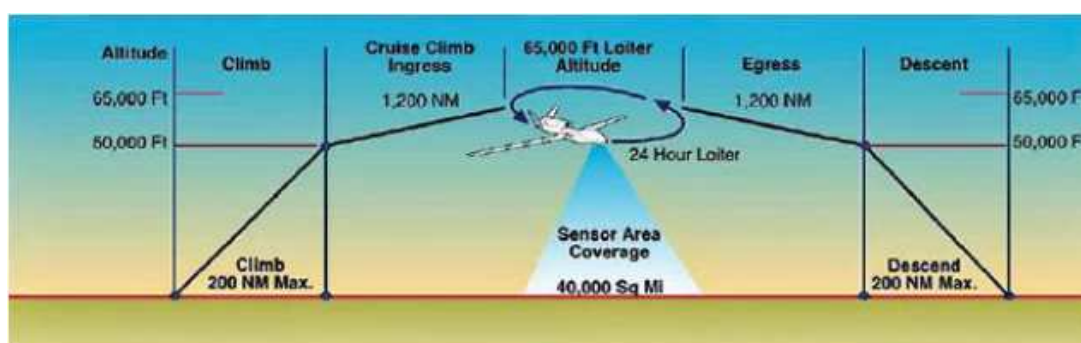 Altitude
Climb
Cruise Climb
Ingress
65,000 Ft Loiter
Altitude
Egress
Descent
65,000 Ft
1,200 NM
1,200 NM
65,000 F
50,000 Ft
24 Hour Loiter
50,000 F
Sensor Area
Coverage
Climb
200 NM Max.
40,000 Sq Mi
Descend
200 NM Max.